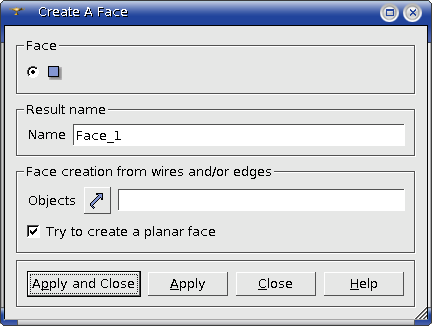 Create A Face
Face
Result name
Name Face_1
Face creation from wires and/or edges
Objects
Try to create a planar face
Apply and Close Apply Close Help